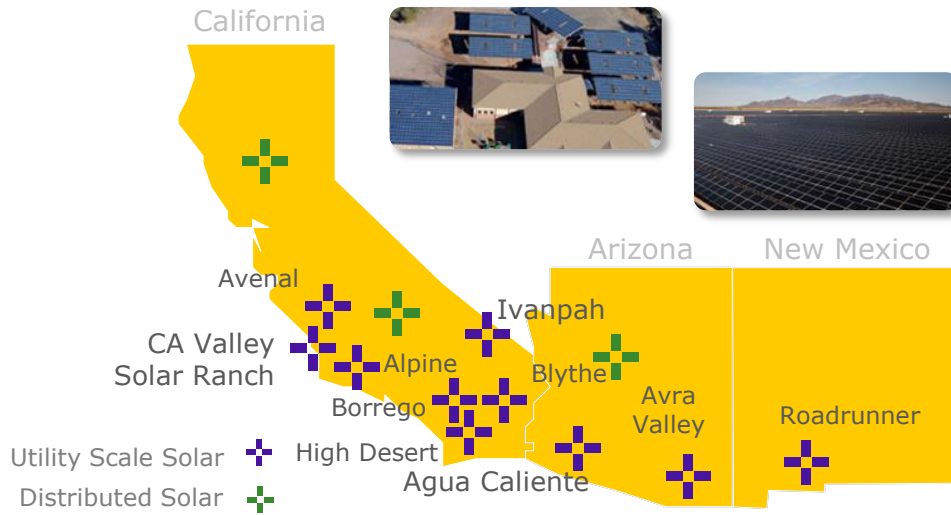 California
Arizona
New Mexico
Avenal
Ivanpah
CA Valley
Solar Ranch
Alpine
Blythe
Borrego
Avra
Valley
Roadrunner
High Desert
Agua Caliente
Utility Scale Solar
Distributed Solar